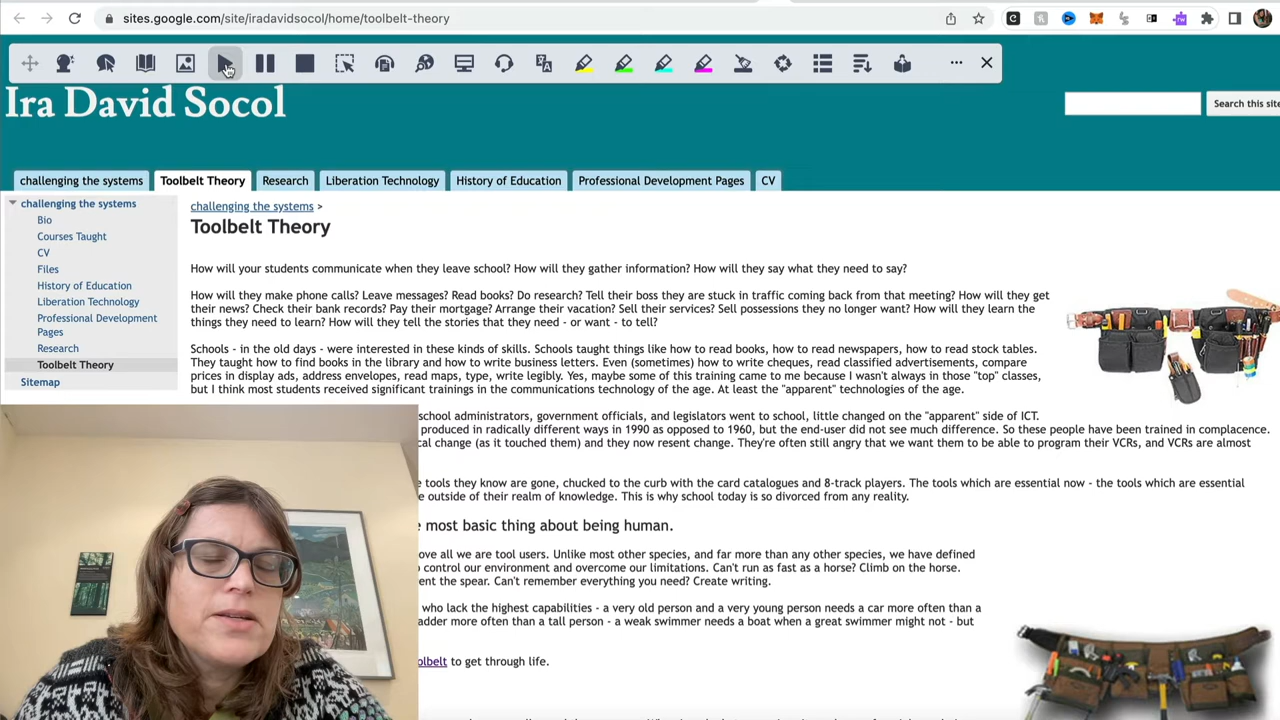 sites.google.com/site/iradavidsocol/home/toolbelt-theory
Ira David Socol
Search this site
challenging the systems
Toolbelt Theory
Research
Liberation Technology
History of Education
Professional Development Pages
CV
challenging the systems
Bio
Courses Taught
CV
Files
History of Education
Liberation Technology
Professional Development
Pages
Research
Toolbelt Theory
Sitemap
challenging the systems >
Toolbelt Theory
How will your students communicate when they leave school? How will they gather information? How will they say what they need to say?
How will they make phone calls? Leave messages? Read books? Do research? Tell their boss they are stuck in traffic coming back from that meeting? How will they get
their news? Check their bank records? Pay their mortgage? Arrange their vacation? Sell their services? Sell possessions they no longer want? How will they learn the
things they need to learn? How will they tell the stories that they need - or want - to tell?
Schools - in the old days - were interested in these kinds of skills. Schools taught things like how to read books, how to read newspapers, how to read stock tables.
They taught how to find books in the library and how to write business letters. Even (sometimes) how to write cheques, read classified advertisements, compare
prices in display ads, address envelopes, read maps, type, write legibly. Yes, maybe some of this training came to me because I wasn't always in those "top" classes,
but I think most students received significant trainings in the communications technology of the age. At least the "apparent" technologies of the age.
school administrators, government officials, and legislators went to school, little changed on the "apparent" side of ICT.
produced in radically different ways in 1990 as opposed to 1960, but the end-user did not see much difference. So these people have been trained in complacence.
cal change (as it touched them) and they now resent change. They're often still angry that we want them to be able to program their VCRs, and VCRs are almost
tools they know are gone, chucked to the curb with the card catalogues and 8-track players. The tools which are essential now - the tools which are essential
outside of their realm of knowledge. This is why school today is so divorced from any reality.
most basic thing about being human.
ove all we are tool users. Unlike most other species, and far more than any other species, we have defined
control our environment and overcome our limitations. Can't run as fast as a horse? Climb on the horse.
ent the spear. Can't remember everything you need? Create writing.
who lack the highest capabilities - a very old person and a very young person needs a car more often than a
adder more often than a tall person - a weak swimmer needs a boat when a great swimmer might not - but
olbelt to get through life.